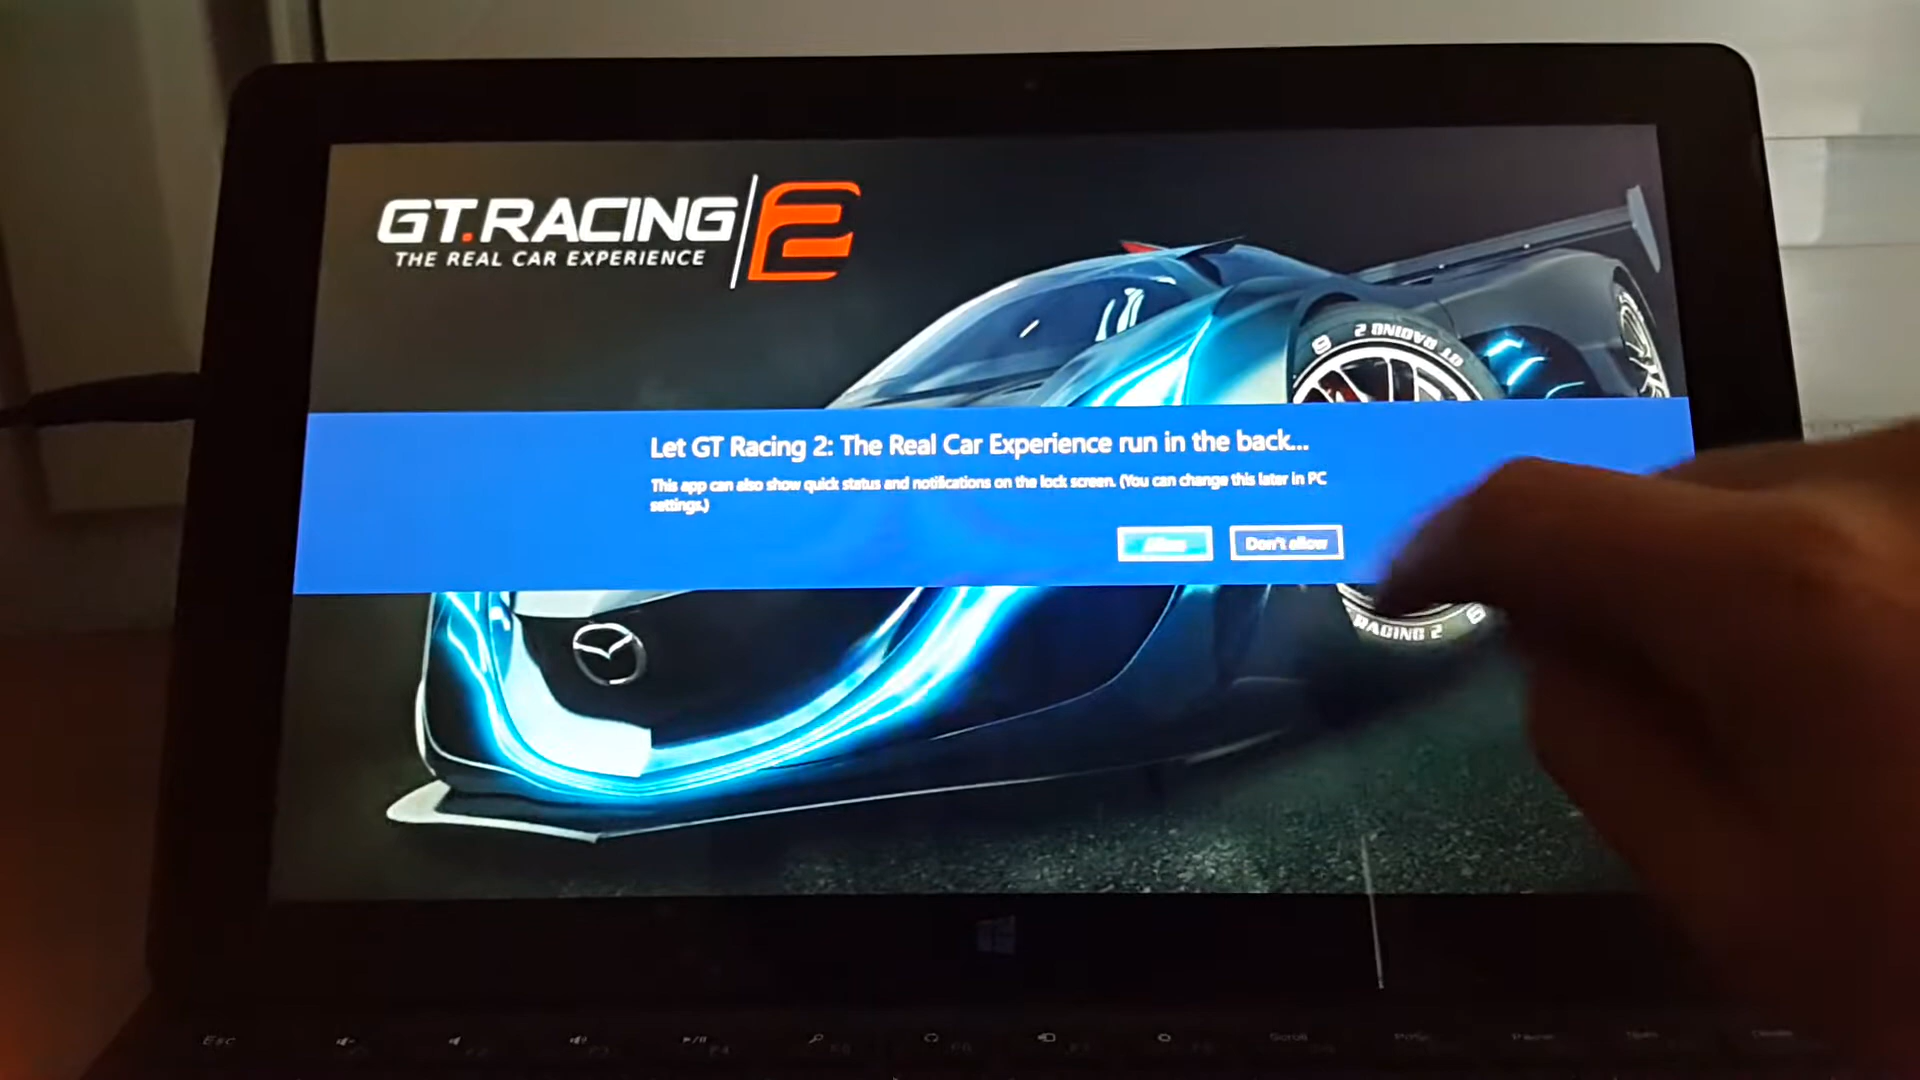 GT.RACING 2
THE REAL CAR EXPERIENCE
GT RACING 2
Let GT Racing 2: The Real Car Experience run in the back...
This app can also show quick status and notifications on the lock screen. (You can change this later in PC
settings.)
Allow Don't allow
RACING 2
Esc